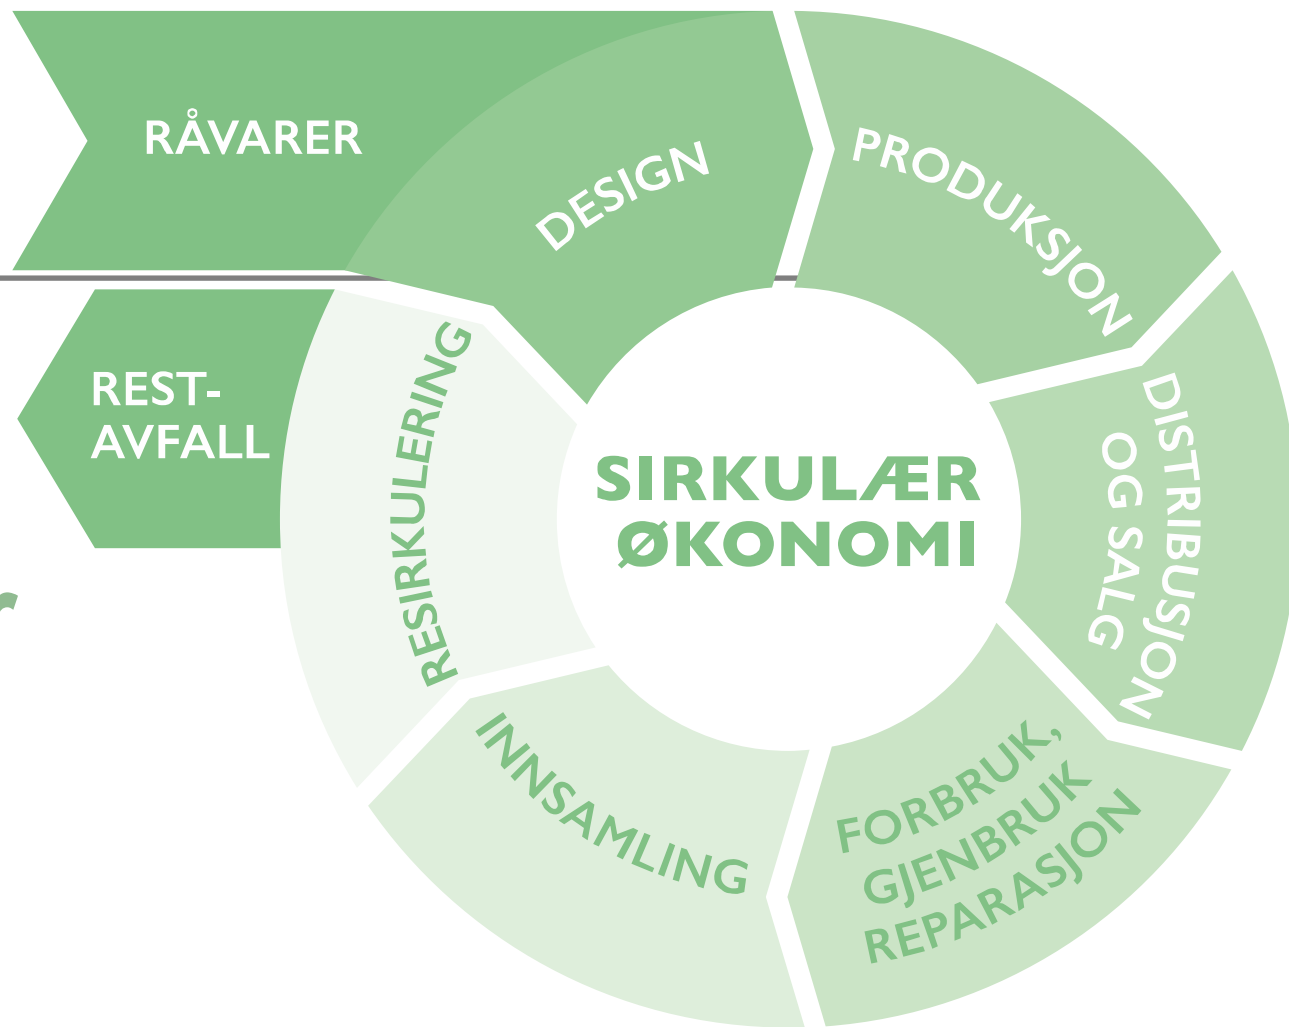 RÅVARER
DESIGN
PRODUKSJON
DISTRIBUSJON
OG SALG
FORBRUK,
GJENBRUK
REPARASJON
INNSAMLING
RESIRKULERING
REST-
AVFALL
SIRKULÆR
ØKONOMI